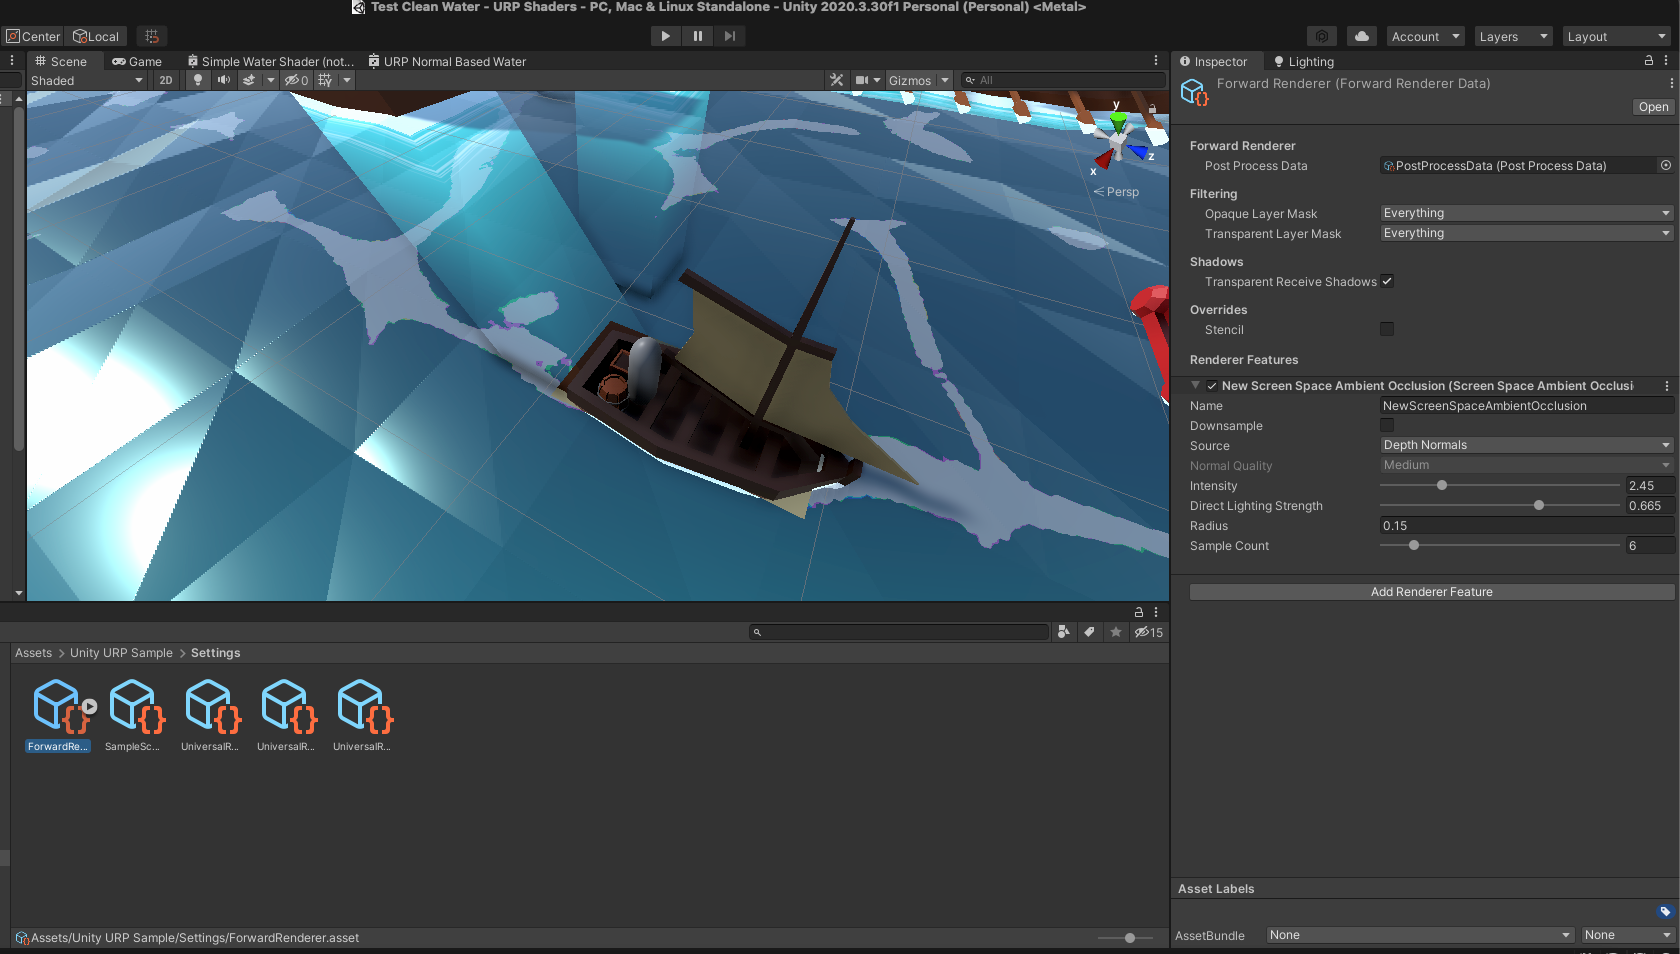 Test Clean Water - URP Shaders - PC, Mac & Linux Standalone - Unity 2020.3.30f1 Personal (Personal) <Metal>
Center Local
Account Layers Layout
Scene Game Simple Water Shader (not... URP Normal Based Water
Shaded 2D 0 Gizmos All
y
x
z
Persp
Inspector Lighting
Forward Renderer (Forward Renderer Data)
Open
Forward Renderer
Post Process Data PostProcessData (Post Process Data)
Filtering
Opaque Layer Mask Everything
Transparent Layer Mask Everything
Shadows
Transparent Receive Shadows
Overrides
Stencil
Renderer Features
New Screen Space Ambient Occlusion (Screen Space Ambient Occlusi
Name NewScreenSpaceAmbientOcclusion
Downsample
Source Depth Normals
Normal Quality Medium
Intensity 2.45
Direct Lighting Strength 0.665
Radius 0.15
Sample Count 6
Add Renderer Feature
15
Assets > Unity URP Sample > Settings
ForwardRe... SampleSc... UniversalR... UniversalR... UniversalR...
Assets/Unity URP Sample/Settings/ForwardRenderer.asset
Asset Labels
AssetBundle None None